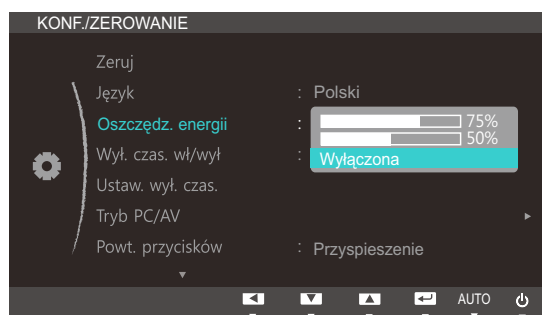 KONF./ZEROWANIE
Zeruj
Język : Polski
Oszczędz. energii : 75%
50%
Wył. czas. wł/wył : Wyłączona
Ustaw. wył. czas.
Tryb PC/AV
Powt. przycisków : Przyspieszenie
AUTO